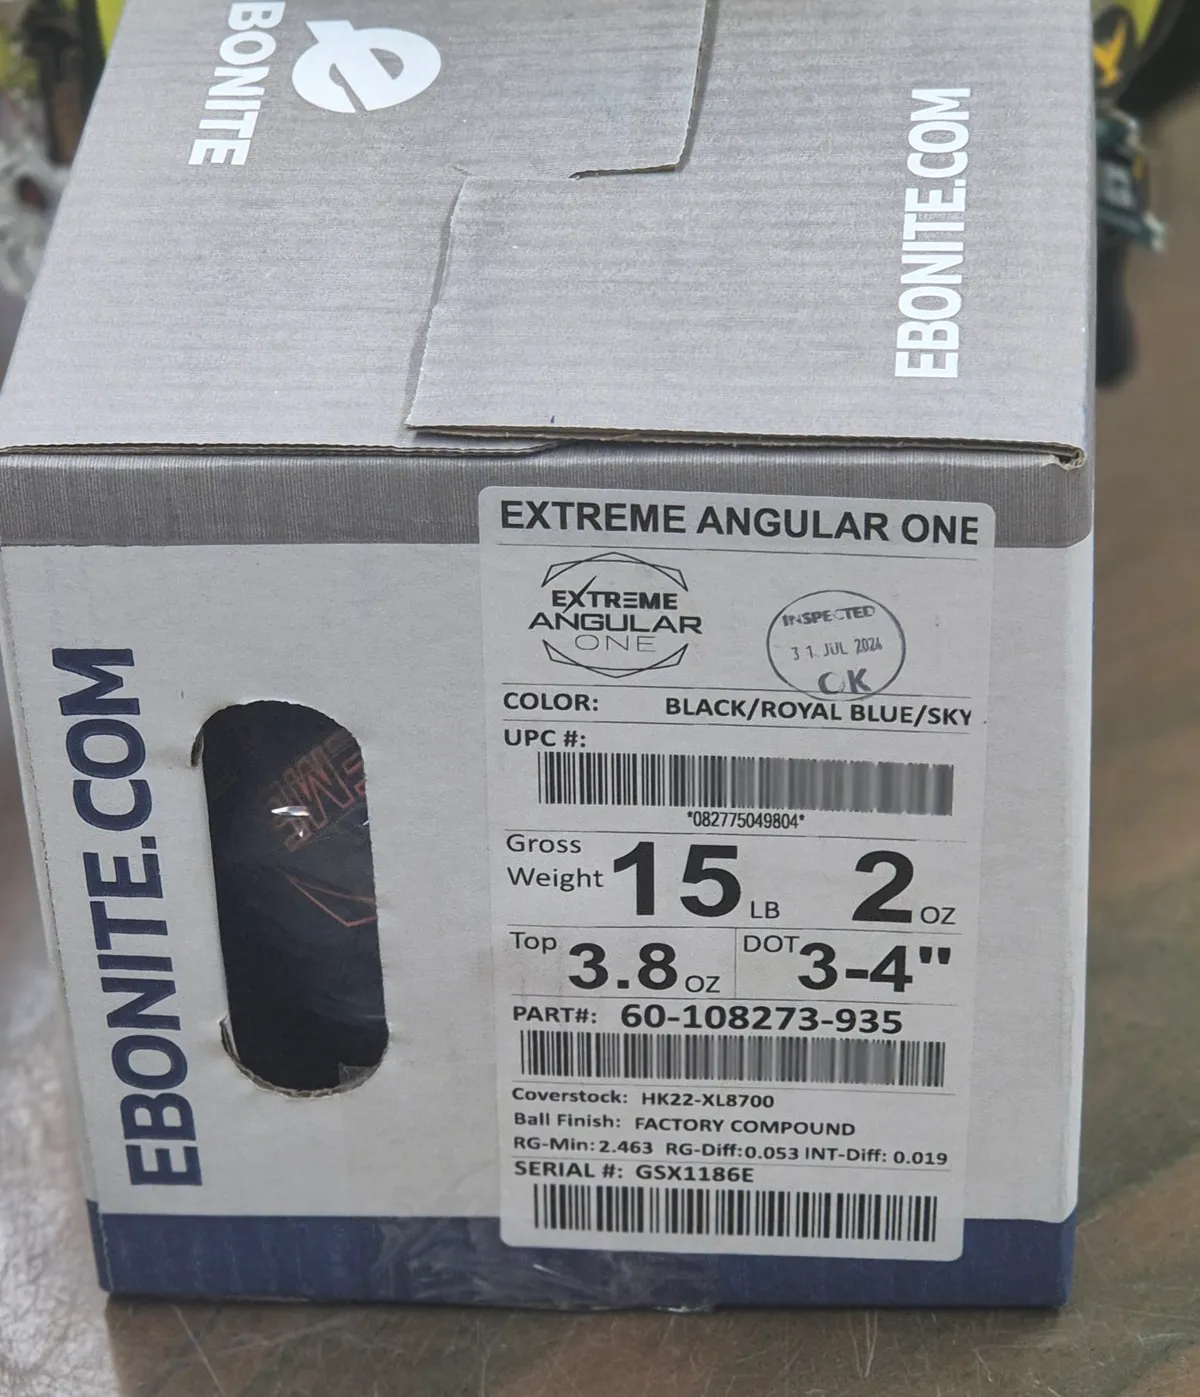 EBONITE
e
EBONITE.COM
EXTREME ANGULAR ONE
EXTREME
ANGULAR
ONE
INSPECTED
31 JUL 2024
OK
COLOR: BLACK/ROYAL BLUE/SKY
UPC #:
*082775049804*
Gross
Weight 15 LB 2 OZ
Top 3.8 OZ DOT 3-4"
PART#: 60-108273-935
Coverstock: HK22-XL8700
Ball Finish: FACTORY COMPOUND
RG-Min: 2.463 RG-Diff:0.053 INT-Diff: 0.019
SERIAL #: GSX1186E
EBONITE.COM